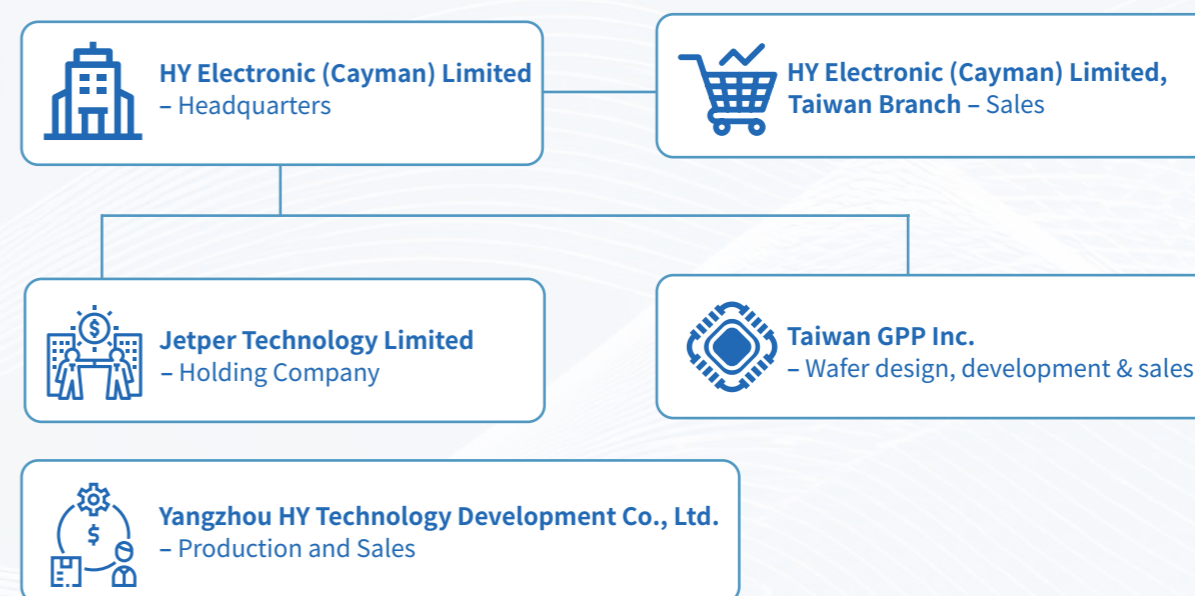 HY Electronic (Cayman) Limited
– Headquarters
HY Electronic (Cayman) Limited,
Taiwan Branch – Sales
Jetper Technology Limited
– Holding Company
Taiwan GPP Inc.
– Wafer design, development & sales
Yangzhou HY Technology Development Co., Ltd.
– Production and Sales